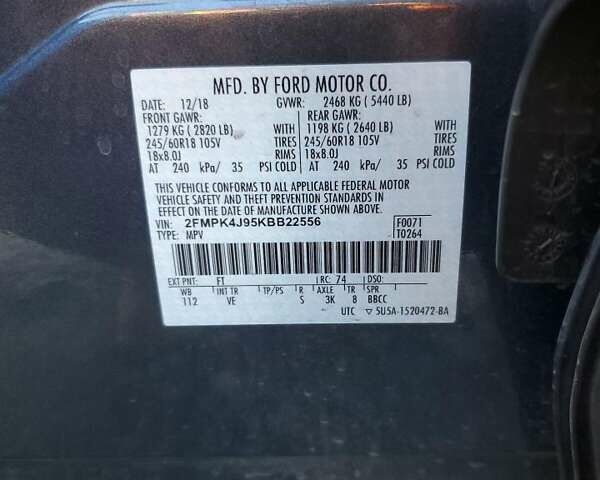 MFD. BY FORD MOTOR CO.
DATE: 12/18 GVWR: 2468 KG (5440 LB)
FRONT GAWR: REAR GAWR:
1279 KG (2820 LB) WITH 1198 KG (2640 LB) WITH
245/60R18 105V TIRES 245/60R18 105V TIRES
18x8.0J RIMS 18x8.0J RIMS
AT 240 kPa/ 35 PSI COLD AT 240 kPa/ 35 PSI COLD
THIS VEHICLE CONFORMS TO ALL APPLICABLE FEDERAL MOTOR
VEHICLE SAFETY AND THEFT PREVENTION STANDARDS IN
EFFECT ON THE DATE OF MANUFACTURE SHOWN ABOVE.
VIN: 2FMPK4J95KBB22556 F0071
TYPE: MPV T0264
EXT PNT: FT RC: 74 DSO:
WB INT TR TP/PS R AXLE TR SPR
112 VE S 3K 8 BBCC
UTC ▽ 5U5A-1520472-BA